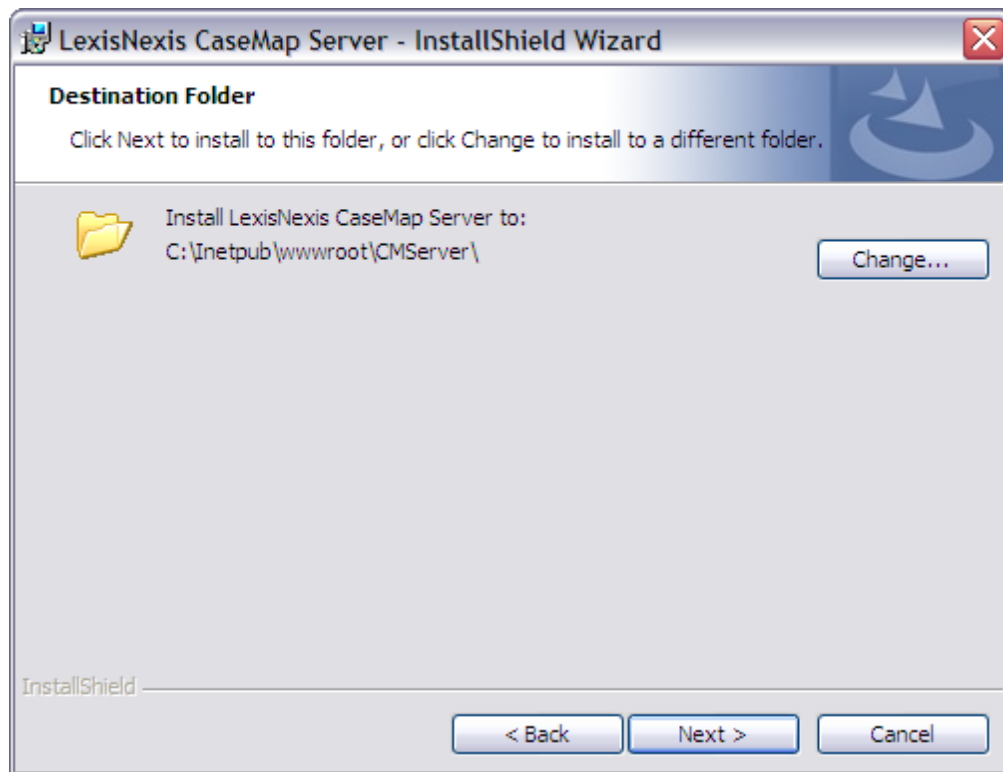 LexisNexis CaseMap Server - InstallShield Wizard
Destination Folder
Click Next to install to this folder, or click Change to install to a different folder.
Install LexisNexis CaseMap Server to:
C:\Inetpub\wwwroot\CMServer\
Change...
InstallShield
< Back
Next >
Cancel